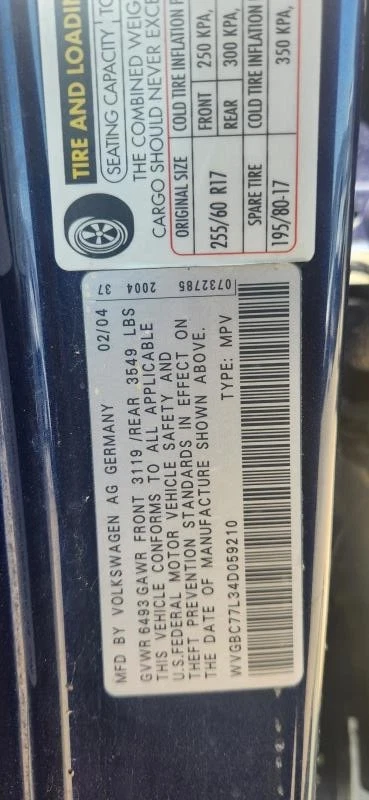 TIRE AND LOADI
SEATING CAPACITY TO
THE COMBINED WEIG
CARGO SHOULD NEVER EXCE
ORIGINAL SIZE COLD TIRE INFLATION P
255/60 R17 FRONT 250 KPA,
REAR 300 KPA,
SPARE TIRE COLD TIRE INFLATION
195/80-17 350 KPA,
MFD BY VOLKSWAGEN AG GERMANY 02/04
GVWR 6493 GAWR FRONT 3119 /REAR 3549 LBS
THIS VEHICLE CONFORMS TO ALL APPLICABLE
U.S.FEDERAL MOTOR VEHICLE SAFETY AND
THEFT PREVENTION STANDARDS IN EFFECT ON
THE DATE OF MANUFACTURE SHOWN ABOVE.
WVGBC77L34D059210 TYPE: MPV
37 2004 0732785